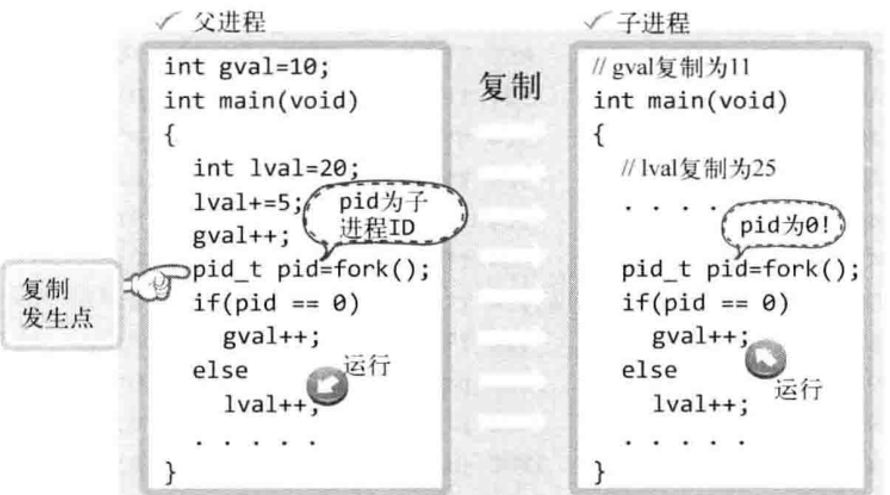 ✓ 父进程
int gval=10;
int main(void)
{
int lval=20;
lval+=5;
pid为子
进程ID
gval++;
pid_t pid=fork();
if(pid == 0)
gval++;
else
运行
lval++;
. . . . .
}
复制
发生点
复制
✓ 子进程
// gval复制为11
int main(void)
{
// lval复制为25
. . . .
pid为0!
pid_t pid=fork();
if(pid == 0)
gval++;
else
运行
lval++;
. . . . .
}